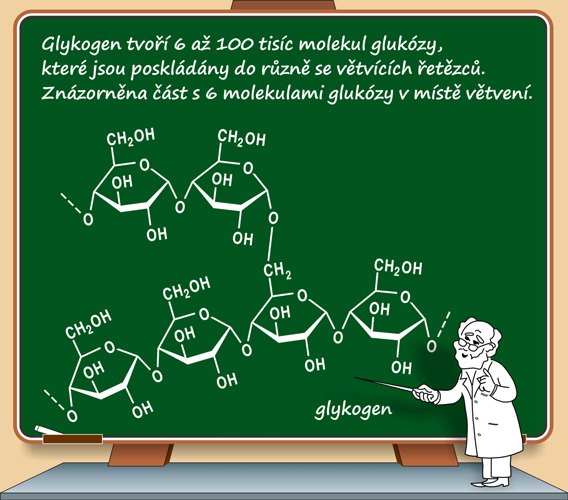 Glykogen tvoří 6 až 100 tisíc molekul glukózy,
které jsou poskládány do různě se větvících řetězců.
Znázorněna část s 6 molekulami glukózy v místě větvení.
CH2OH CH2OH
O O
OH OH
O O
OH OH O
CH2
CH2OH CH2OH
O O O
OH OH
CH2OH O O
O OH OH O
OH O OH OH
O OH
OH
glykogen